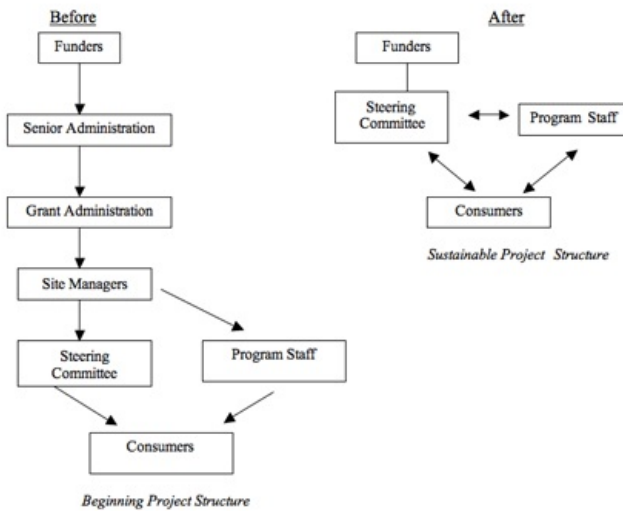 Before
Funders
Senior Administration
Grant Administration
Site Managers
Steering
Committee
Program Staff
Consumers
Beginning Project Structure
After
Funders
Steering
Committee
Program Staff
Consumers
Sustainable Project Structure